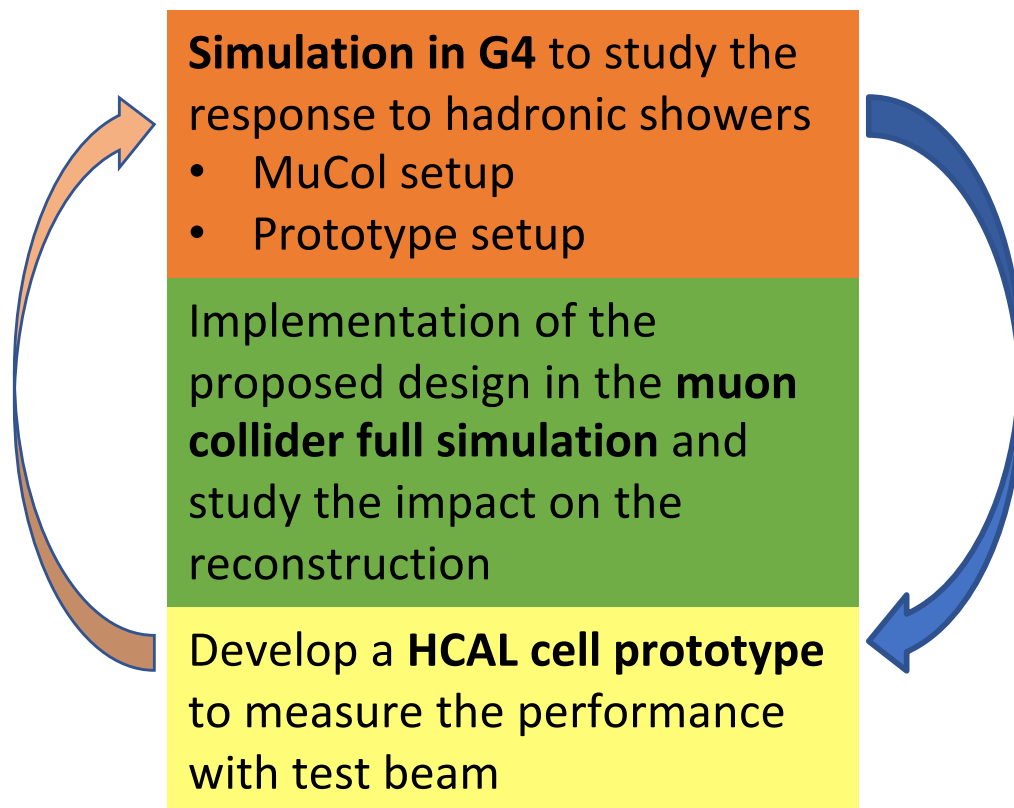 Simulation in G4 to study the
response to hadronic showers
• MuCol setup
• Prototype setup
Implementation of the
proposed design in the muon
collider full simulation and
study the impact on the
reconstruction
Develop a HCAL cell prototype
to measure the performance
with test beam